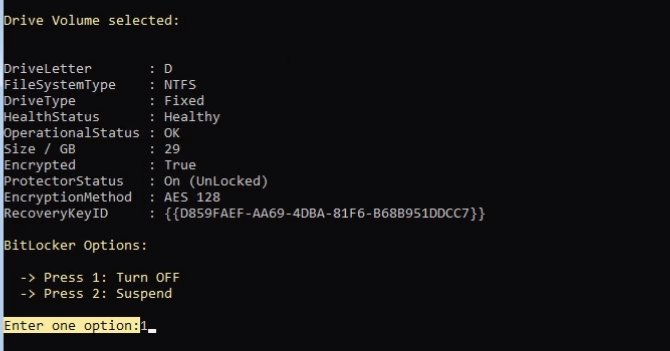 Drive Volume selected:
DriveLetter : D
FileSystemType : NTFS
DriveType : Fixed
HealthStatus : Healthy
OperationalStatus : OK
Size / GB : 29
Encrypted : True
ProtectorStatus : On (UnLocked)
EncryptionMethod : AES 128
RecoveryKeyID : {{D859FAEF-AA69-4DBA-81F6-B68B951DDCC7}}
BitLocker Options:
-> Press 1: Turn OFF
-> Press 2: Suspend
Enter one option:1